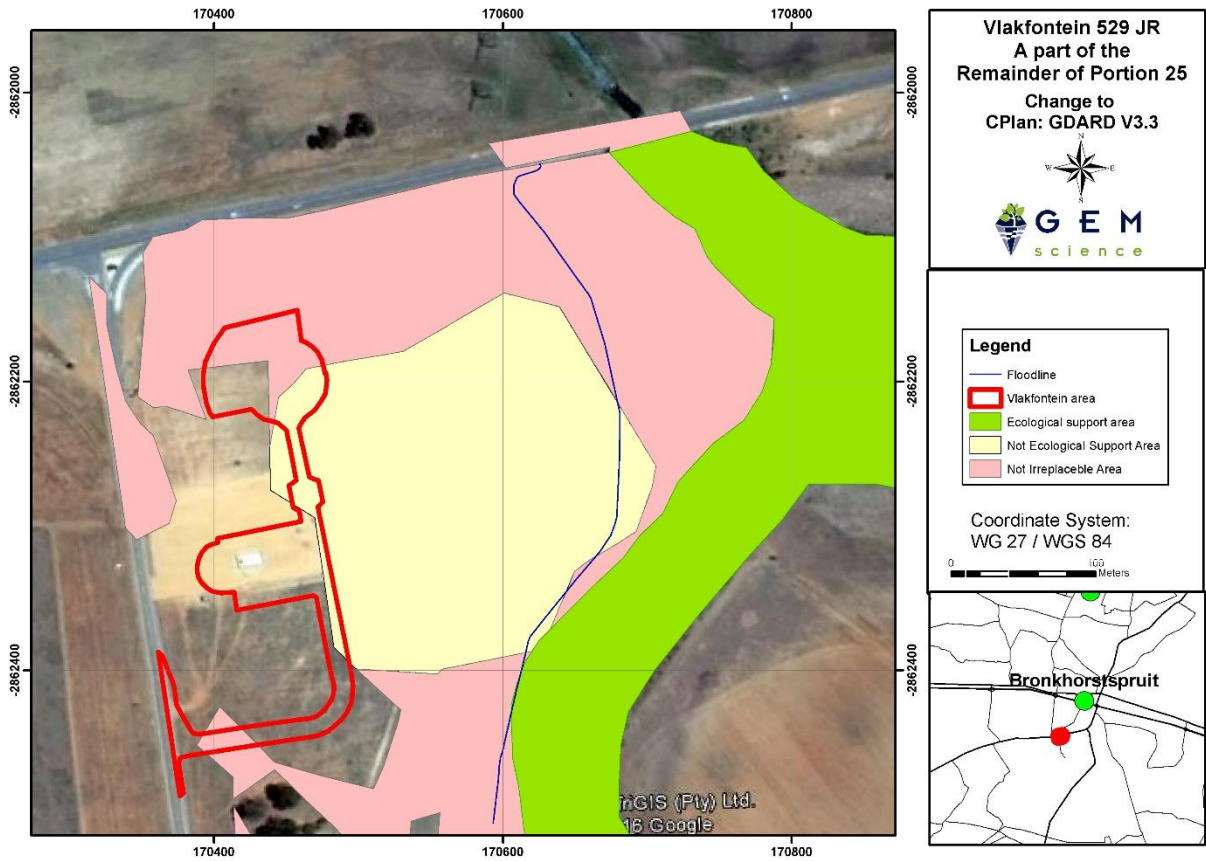 170400
170600
170800
-2862000
-2862200
-2862400
-2862000
-2862200
-2862400
170400
170600
170800
Google
Vlakfontein 529 JR
A part of the
Remainder of Portion 25
Change to
CPlan: GDARD V3.3
N
W
E
S
GEM
science
Legend
Floodline
Vlakfontein area
Ecological support area
Not Ecological Support Area
Not Irreplaceble Area
Coordinate System:
WG 27 / WGS 84
0
100
Meters
Bronkhorstspruit
(Pty) Ltd.